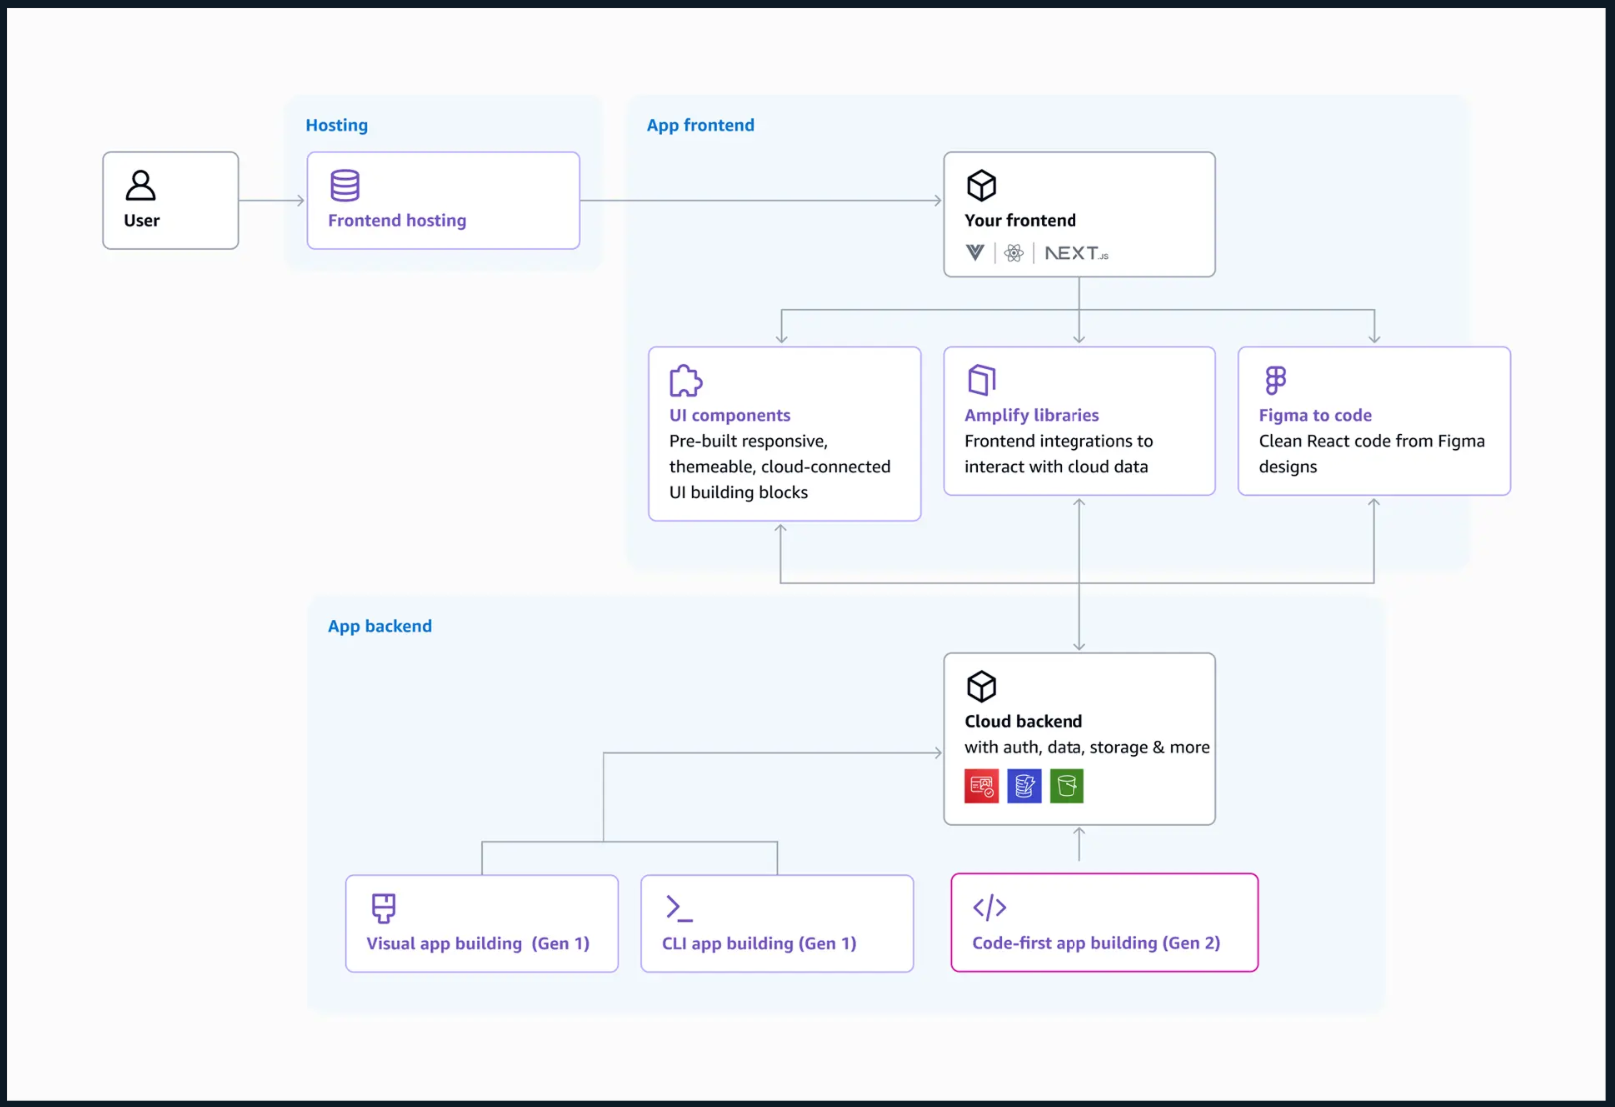 Hosting
App frontend
User
Frontend hosting
Your frontend
NEXT.JS
UI components
Pre-built responsive,
themeable, cloud-connected
UI building blocks
Amplify libraries
Frontend integrations to
interact with cloud data
Figma to code
Clean React code from Figma
designs
App backend
Cloud backend
with auth, data, storage & more
Visual app building (Gen 1)
CLI app building (Gen 1)
Code-first app building (Gen 2)